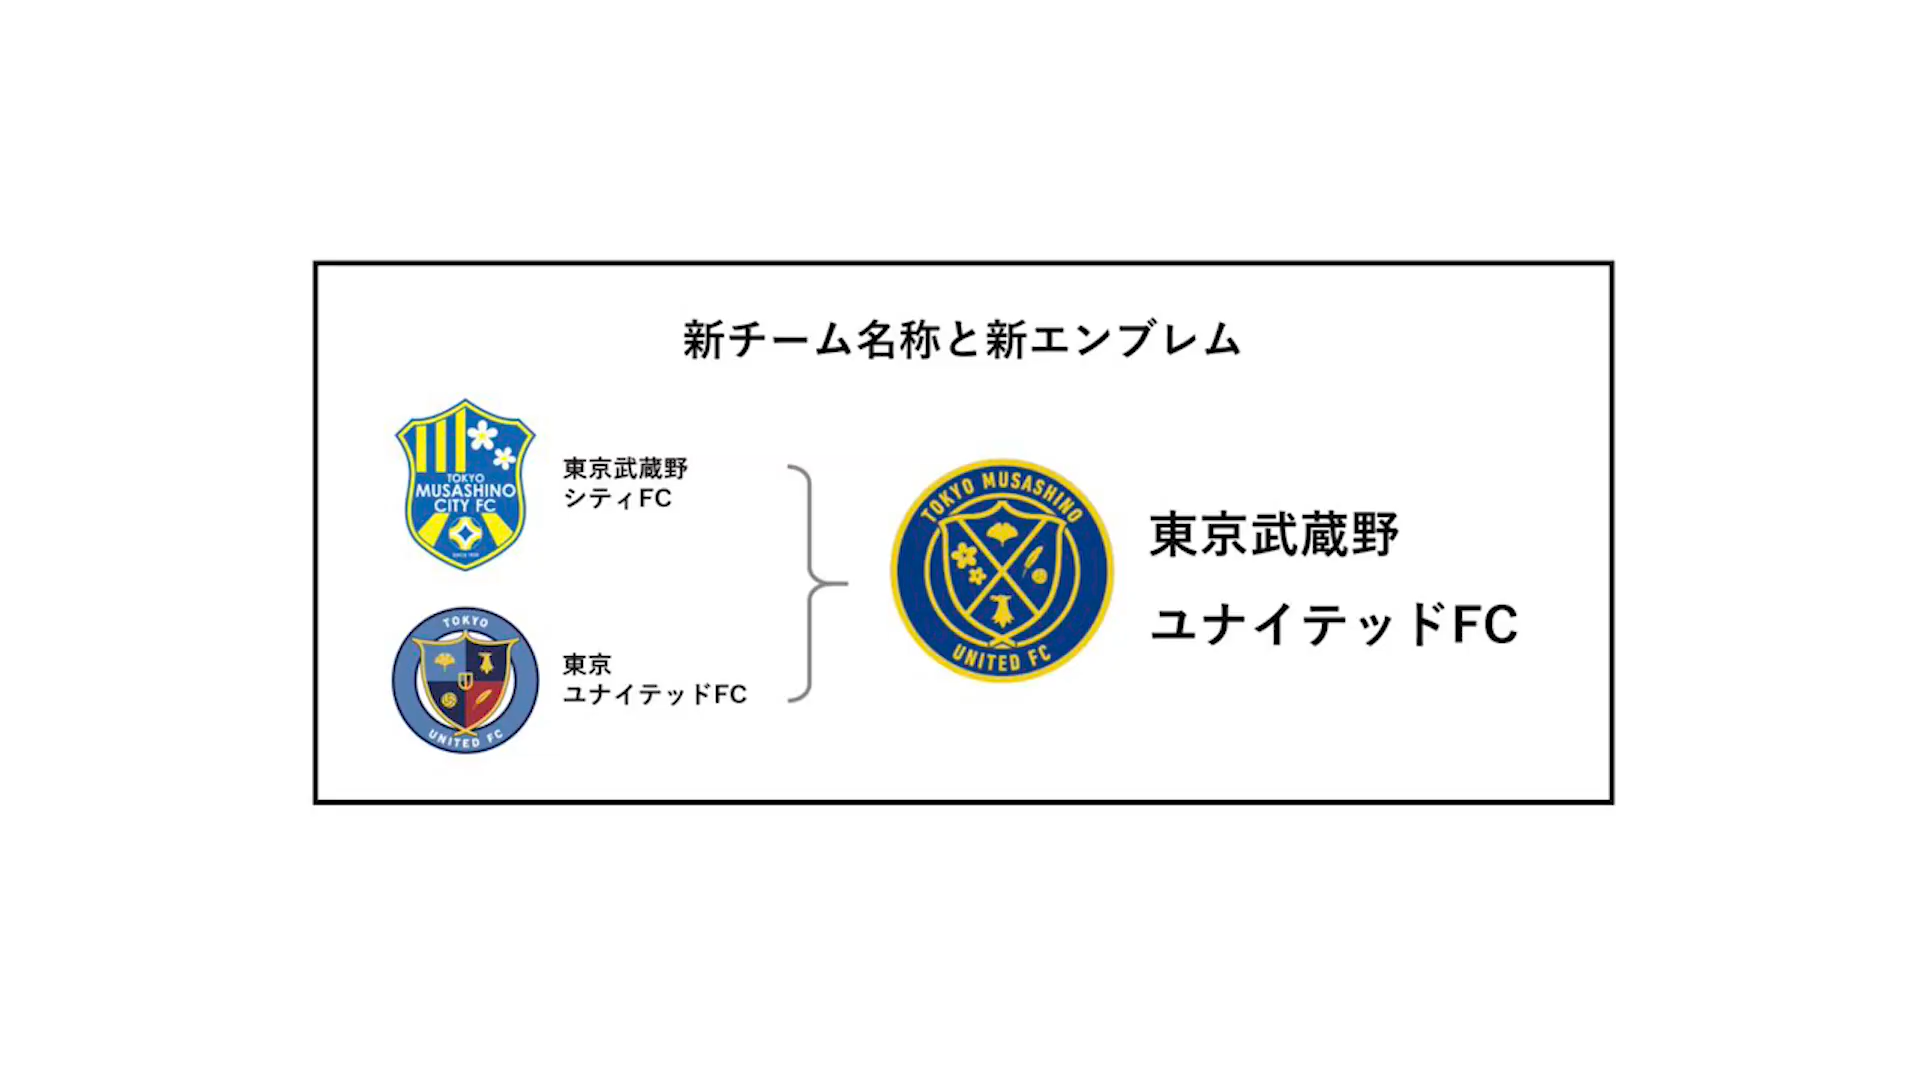 新チーム名称と新エンブレム
TOKYO
MUSASHINO
CITY FC
東京武蔵野
シティFC
TOKYO
UNITED FC
東京
ユナイテッドFC
TOKYO MUSASHINO
UNITED FC
東京武蔵野
ユナイテッドFC